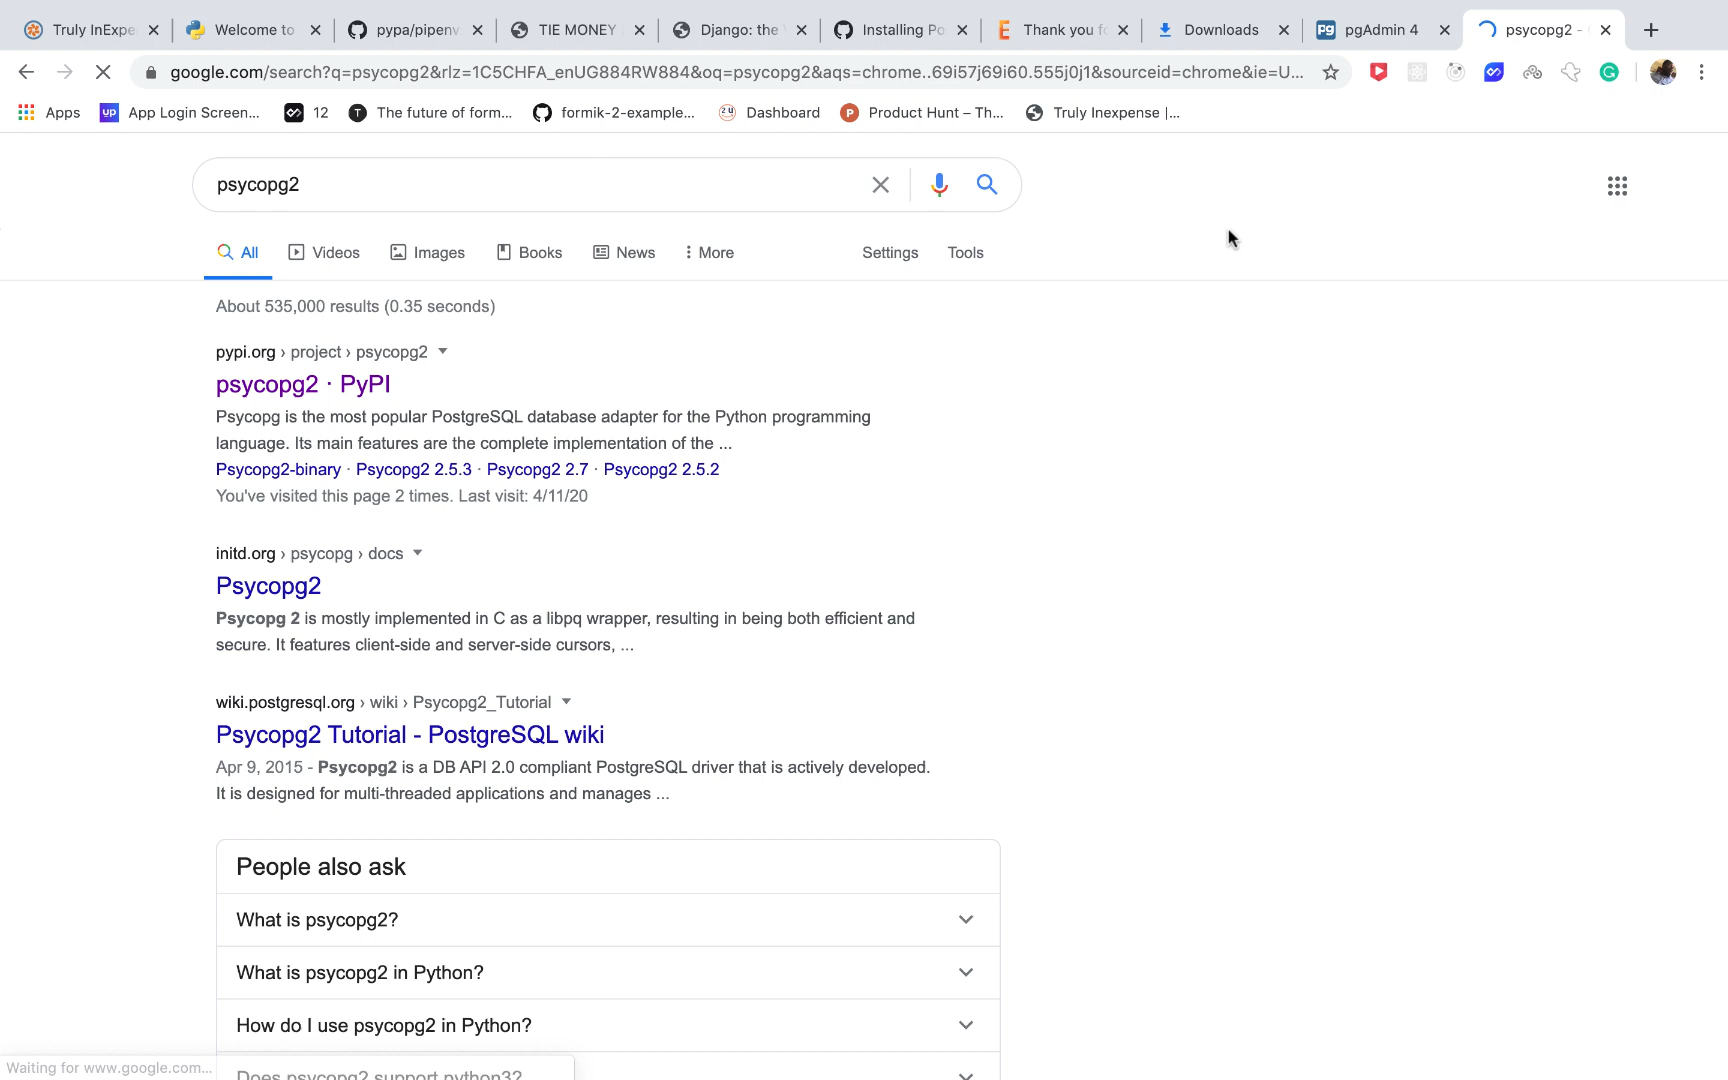 Truly InExpe
Welcome to
pypa/pipenv
TIE MONEY
Django: the
Installing Po
Thank you fo
Downloads
pgAdmin 4
psycopg2 -
google.com/search?q=psycopg2&rlz=1C5CHFA_enUG884RW884&oq=psycopg2&aqs=chrome..69i57j69i60.555j0j1&sourceid=chrome&ie=U...
Apps
App Login Screen...
12
The future of form...
formik-2-example...
Dashboard
Product Hunt – Th...
Truly Inexpense |...
psycopg2
All
Videos
Images
Books
News
More
Settings
Tools
About 535,000 results (0.35 seconds)
pypi.org › project › psycopg2
psycopg2 · PyPI
Psycopg is the most popular PostgreSQL database adapter for the Python programming
language. Its main features are the complete implementation of the ...
Psycopg2-binary · Psycopg2 2.5.3 · Psycopg2 2.7 · Psycopg2 2.5.2
You've visited this page 2 times. Last visit: 4/11/20
initd.org › psycopg › docs
Psycopg2
Psycopg 2 is mostly implemented in C as a libpq wrapper, resulting in being both efficient and
secure. It features client-side and server-side cursors, ...
wiki.postgresql.org › wiki › Psycopg2_Tutorial
Psycopg2 Tutorial - PostgreSQL wiki
Apr 9, 2015 - Psycopg2 is a DB API 2.0 compliant PostgreSQL driver that is actively developed.
It is designed for multi-threaded applications and manages ...
People also ask
What is psycopg2?
What is psycopg2 in Python?
How do I use psycopg2 in Python?
Does psycopg2 support python3?
Waiting for www.google.com...